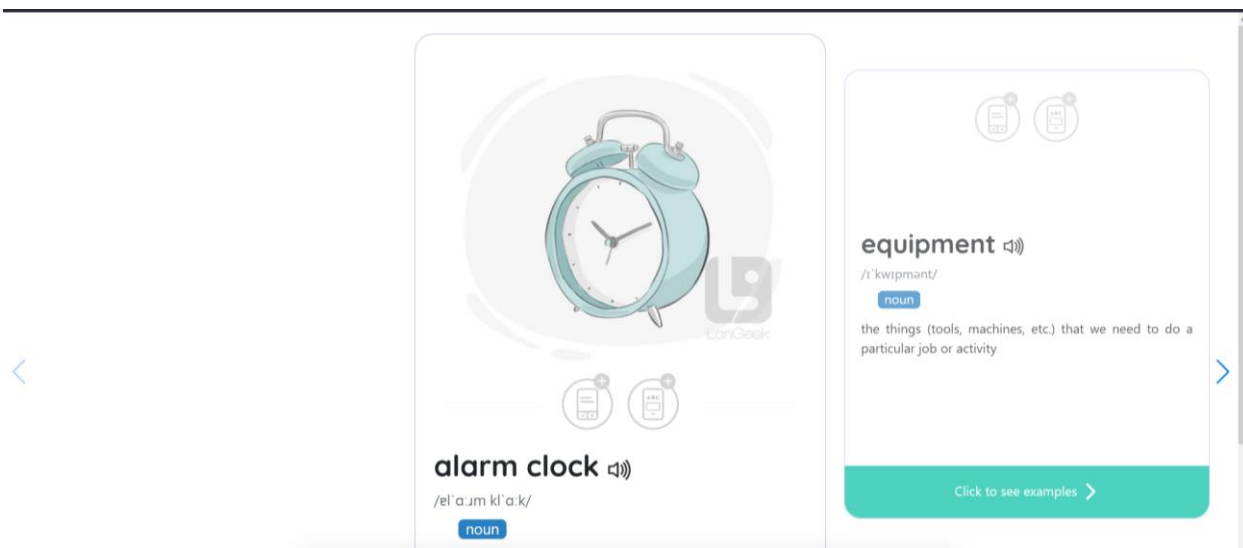 LanGeek
alarm clock
/əlˈɑːɹm klˈɑːk/
noun
equipment
/ɪˈkwɪpmənt/
noun
the things (tools, machines, etc.) that we need to do a
particular job or activity
Click to see examples